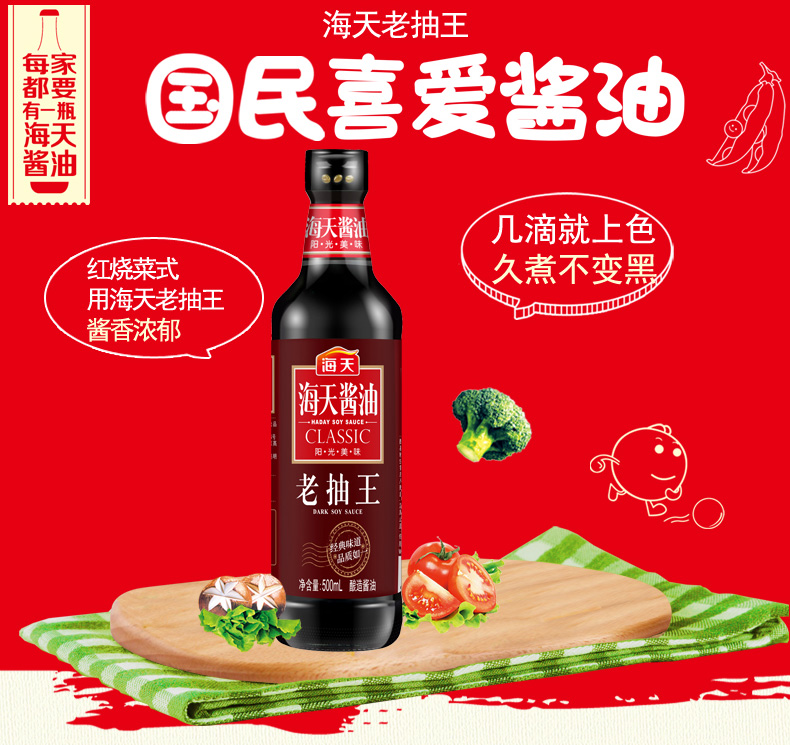 海天老抽王
国民喜爱酱油
每家
都要
有一瓶
海天
酱油
几滴就上色
久煮不变黑
红烧菜式
用海天老抽王
酱香浓郁
海天酱油
阳·光·美·味
海天
海天酱油
HADAY SOY SAUCE
CLASSIC
阳·光·美·味
老抽王
DARK SOY SAUCE
经典味道
品质如一
净含量:500mL 酿造酱油